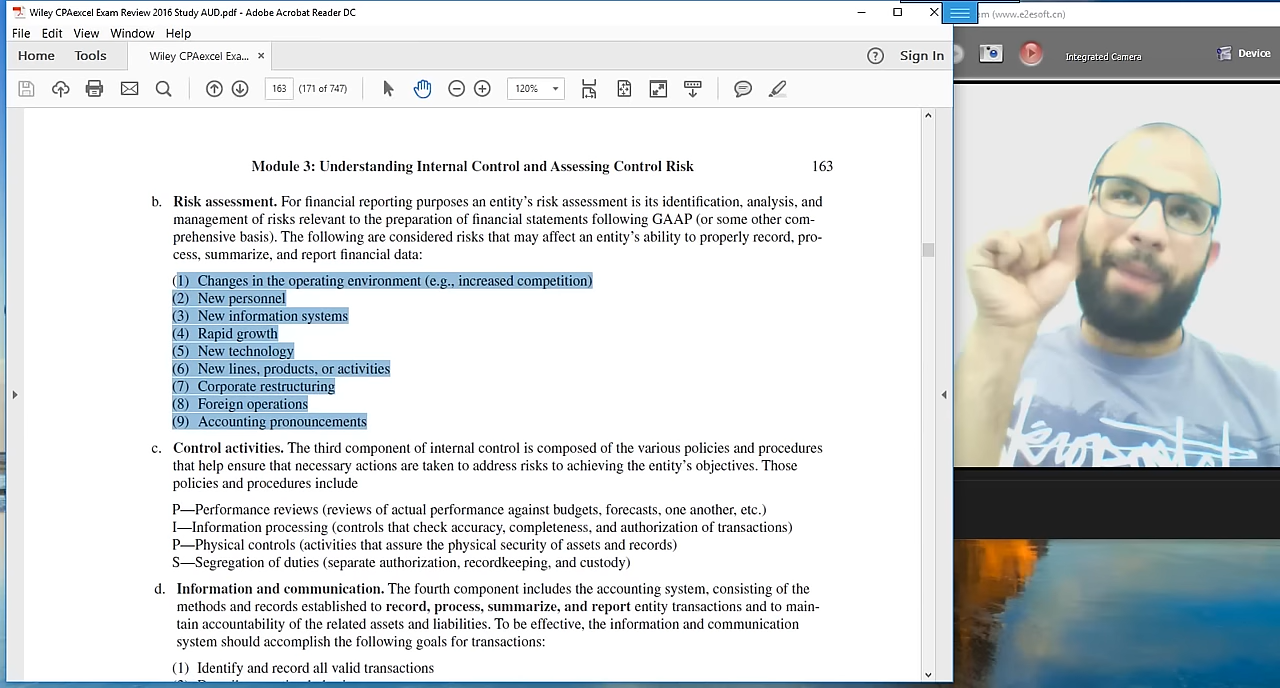 Wiley CPAexcel Exam Review 2016 Study AUD.pdf - Adobe Acrobat Reader DC
(www.e2esoft.cn)
File Edit View Window Help
Home Tools Wiley CPAexcel Exa... × Sign In
Integrated Camera Device
163 (171 of 747) 120%
Module 3: Understanding Internal Control and Assessing Control Risk 163
b. Risk assessment. For financial reporting purposes an entity's risk assessment is its identification, analysis, and
management of risks relevant to the preparation of financial statements following GAAP (or some other com-
prehensive basis). The following are considered risks that may affect an entity's ability to properly record, pro-
cess, summarize, and report financial data:
(1) Changes in the operating environment (e.g., increased competition)
(2) New personnel
(3) New information systems
(4) Rapid growth
(5) New technology
(6) New lines, products, or activities
(7) Corporate restructuring
(8) Foreign operations
(9) Accounting pronouncements
c. Control activities. The third component of internal control is composed of the various policies and procedures
that help ensure that necessary actions are taken to address risks to achieving the entity's objectives. Those
policies and procedures include
P—Performance reviews (reviews of actual performance against budgets, forecasts, one another, etc.)
I—Information processing (controls that check accuracy, completeness, and authorization of transactions)
P—Physical controls (activities that assure the physical security of assets and records)
S—Segregation of duties (separate authorization, recordkeeping, and custody)
d. Information and communication. The fourth component includes the accounting system, consisting of the
methods and records established to record, process, summarize, and report entity transactions and to main-
tain accountability of the related assets and liabilities. To be effective, the information and communication
system should accomplish the following goals for transactions:
(1) Identify and record all valid transactions